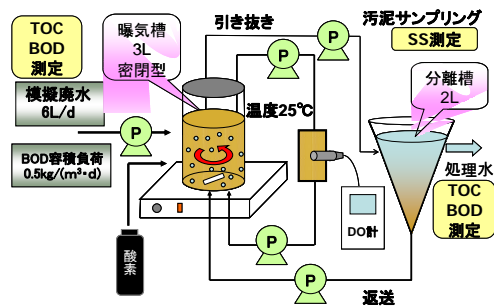 引き抜き
汚泥サンプリング
SS測定
TOC
BOD
測定
曝気槽
3L
密閉型
P
P
分離槽
2L
模擬廃水
6L/d
P
温度25℃
BOD容積負荷
0.5kg/(m³・d)
P
処理水
TOC
BOD
測定
DO計
酸素
P
返送